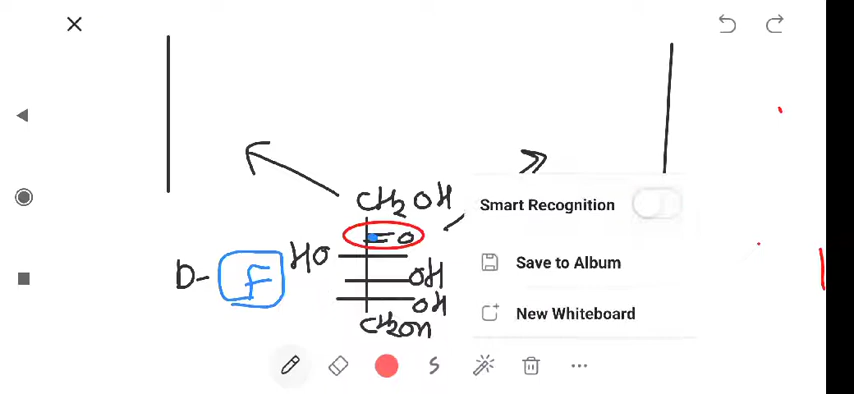 CH2OH
Smart Recognition
=O
HO
D- F
Save to Album
OH
OH
New Whiteboard
CH2OH
S